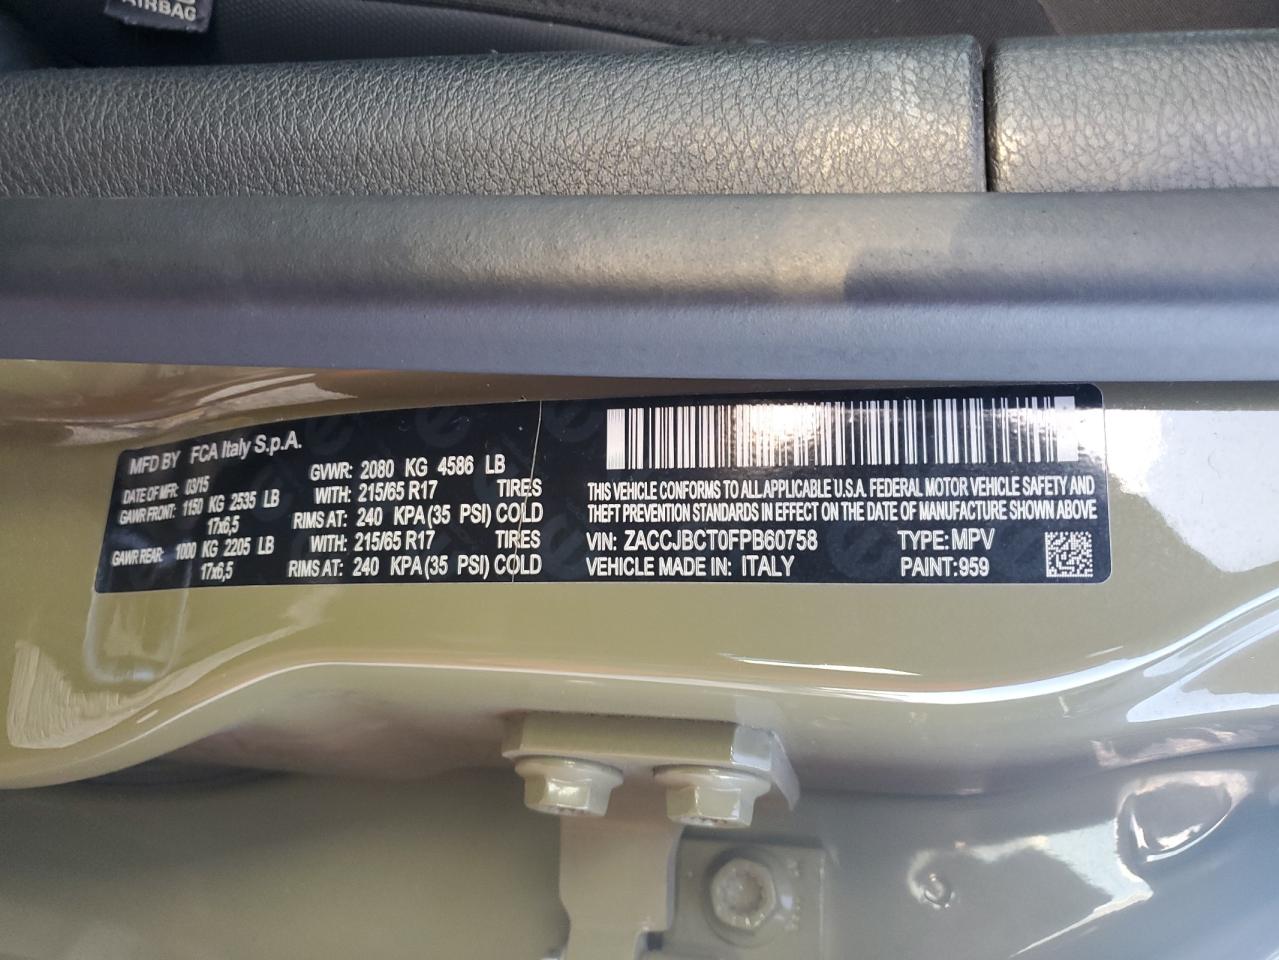 AIRBAG
MFD BY FCA Italy S.p.A.
DATE OF MFR: 03/15 GVWR: 2080 KG 4586 LB
GAWR FRONT: 1150 KG 2535 LB WITH: 215/65 R17 TIRES
17x6,5 RIMS AT: 240 KPA(35 PSI) COLD
GAWR REAR: 1000 KG 2205 LB WITH: 215/65 R17 TIRES
17x6,5 RIMS AT: 240 KPA(35 PSI) COLD
THIS VEHICLE CONFORMS TO ALL APPLICABLE U.S.A. FEDERAL MOTOR VEHICLE SAFETY AND
THEFT PREVENTION STANDARDS IN EFFECT ON THE DATE OF MANUFACTURE SHOWN ABOVE
VIN: ZACCJBCT0FPB60758 TYPE:MPV
VEHICLE MADE IN: ITALY PAINT:959